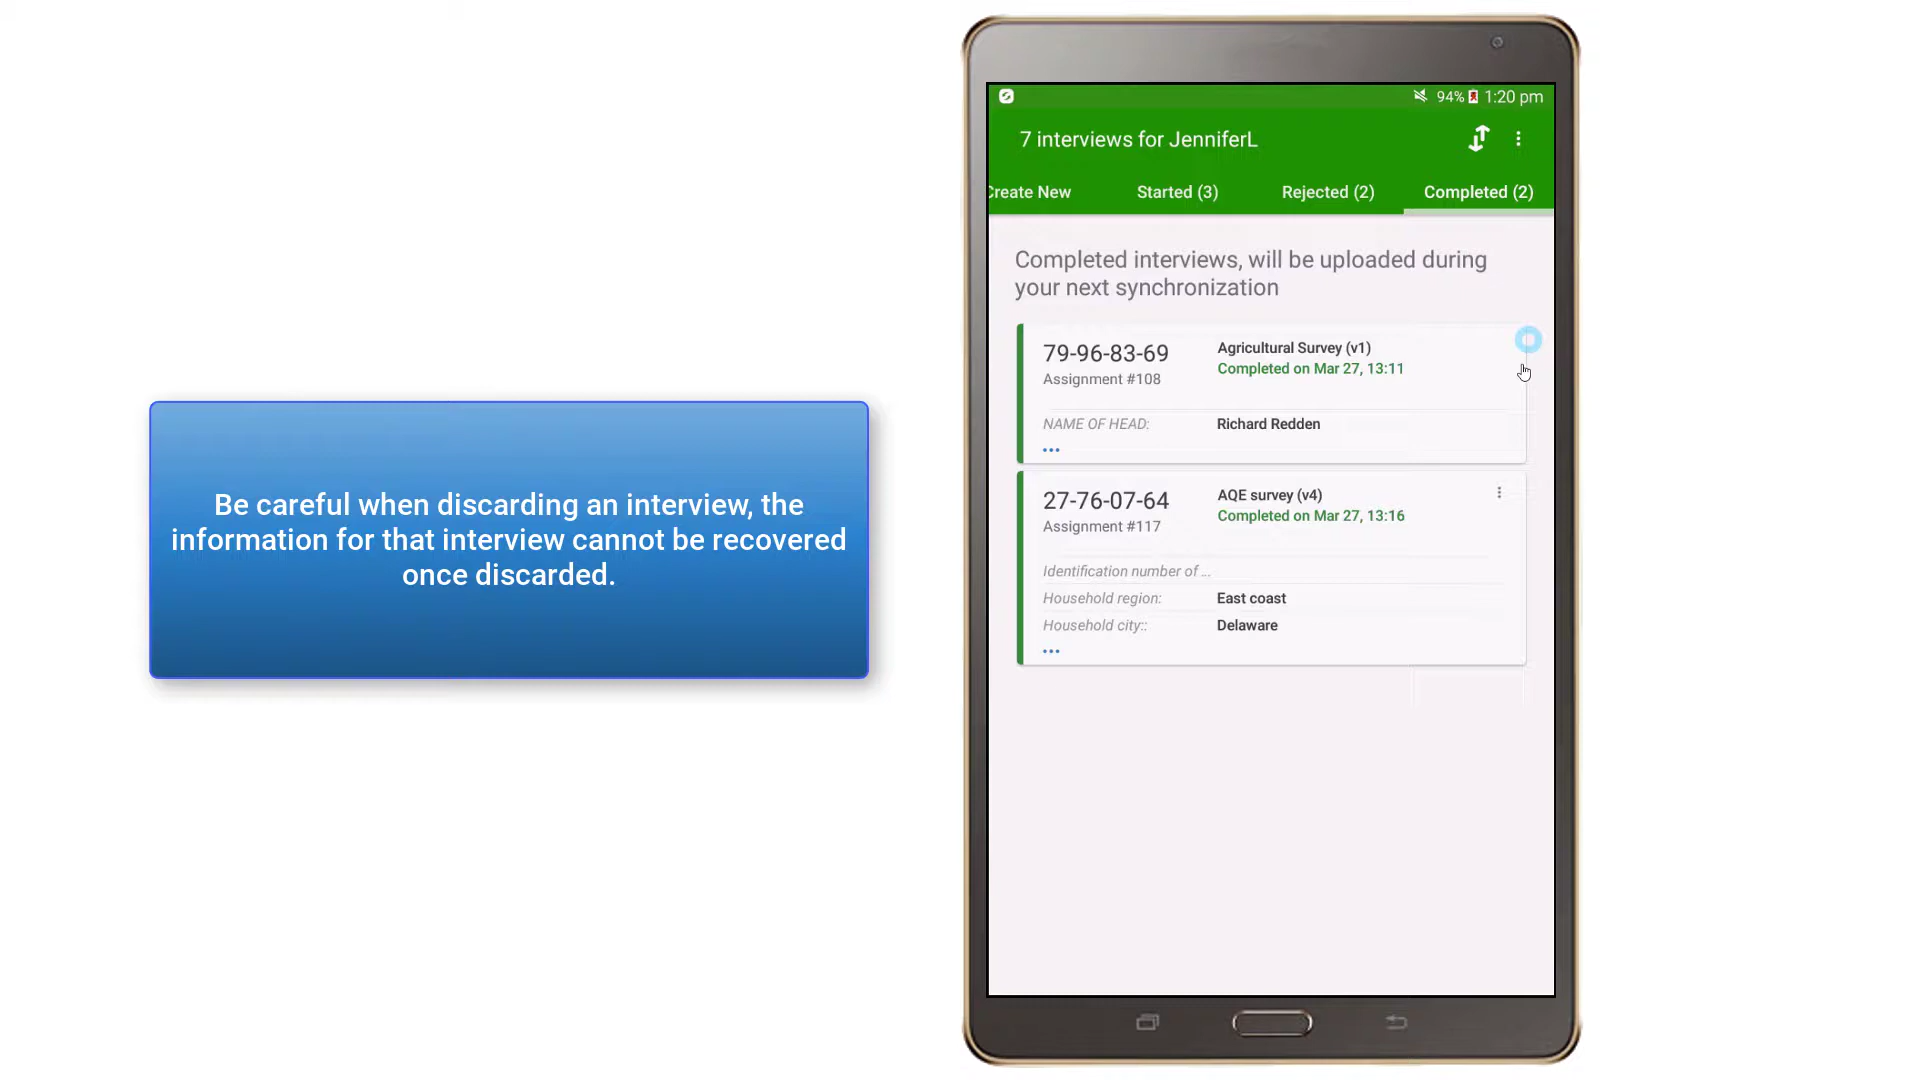 Be careful when discarding an interview, the
information for that interview cannot be recovered
once discarded.
94% 1:20 pm
7 interviews for JenniferL
Create New Started (3) Rejected (2) Completed (2)
Completed interviews, will be uploaded during
your next synchronization
79-96-83-69
Assignment #108
Agricultural Survey (v1)
Completed on Mar 27, 13:11
NAME OF HEAD: Richard Redden
...
27-76-07-64
Assignment #117
AQE survey (v4)
Completed on Mar 27, 13:16
Identification number of ...
Household region: East coast
Household city:: Delaware
...